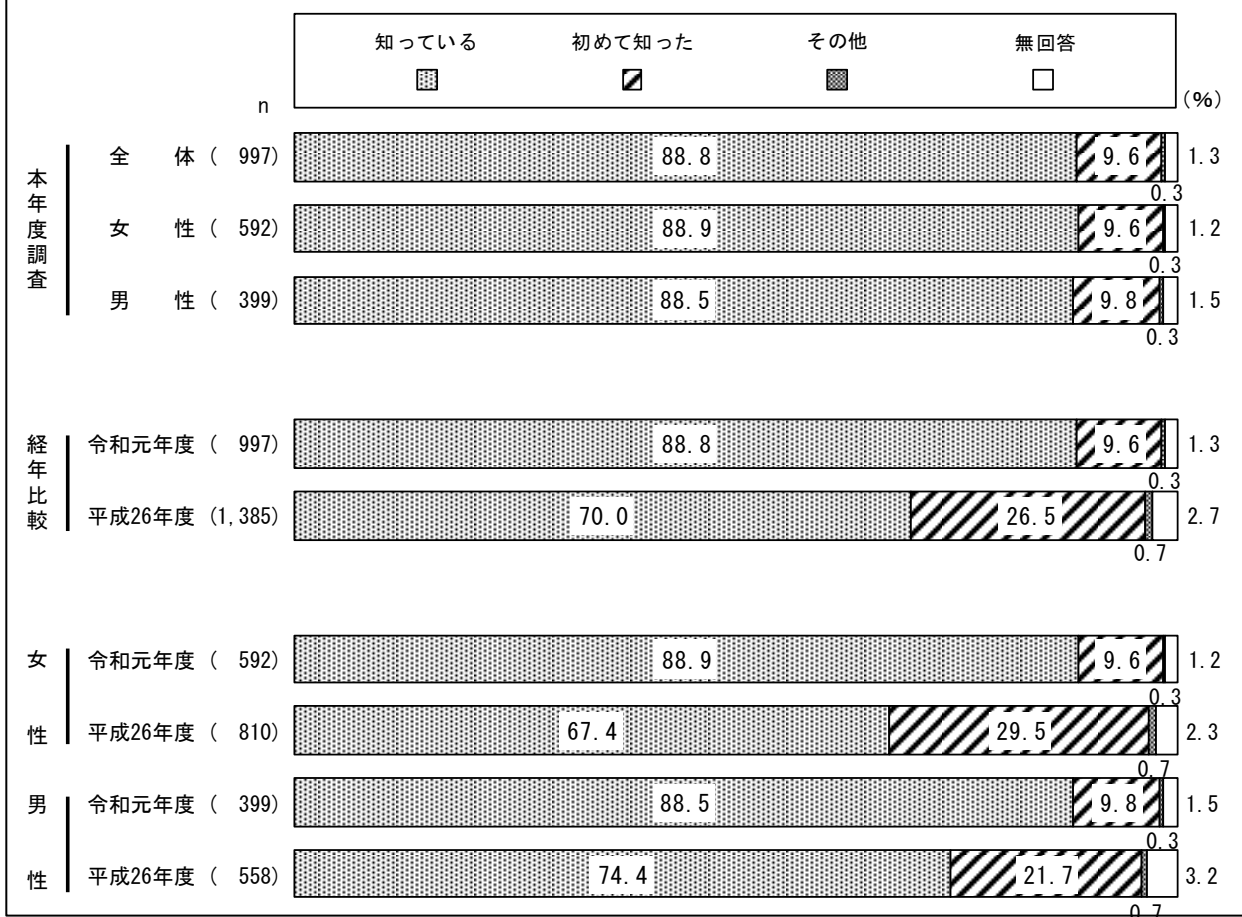 知っている 初めて知った その他 無回答
n (%)
本年度調査
全 体 ( 997) 88.8 9.6 1.3
0.3
女 性 ( 592) 88.9 9.6 1.2
0.3
男 性 ( 399) 88.5 9.8 1.5
0.3
経年比較
令和元年度 ( 997) 88.8 9.6 1.3
0.3
平成26年度 (1,385) 70.0 26.5 2.7
0.7
女性
令和元年度 ( 592) 88.9 9.6 1.2
0.3
平成26年度 ( 810) 67.4 29.5 2.3
0.7
男性
令和元年度 ( 399) 88.5 9.8 1.5
0.3
平成26年度 ( 558) 74.4 21.7 3.2
0.7